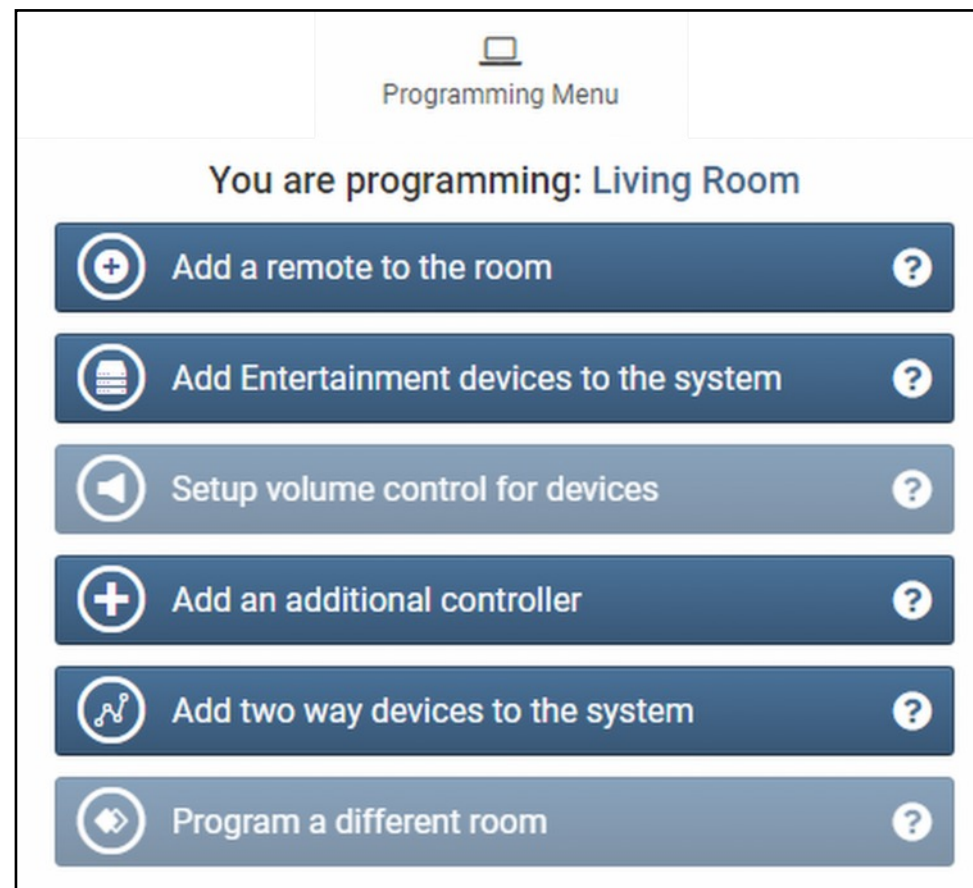 Programming Menu
You are programming: Living Room
Add a remote to the room
?
Add Entertainment devices to the system
?
Setup volume control for devices
?
Add an additional controller
?
Add two way devices to the system
?
Program a different room
?